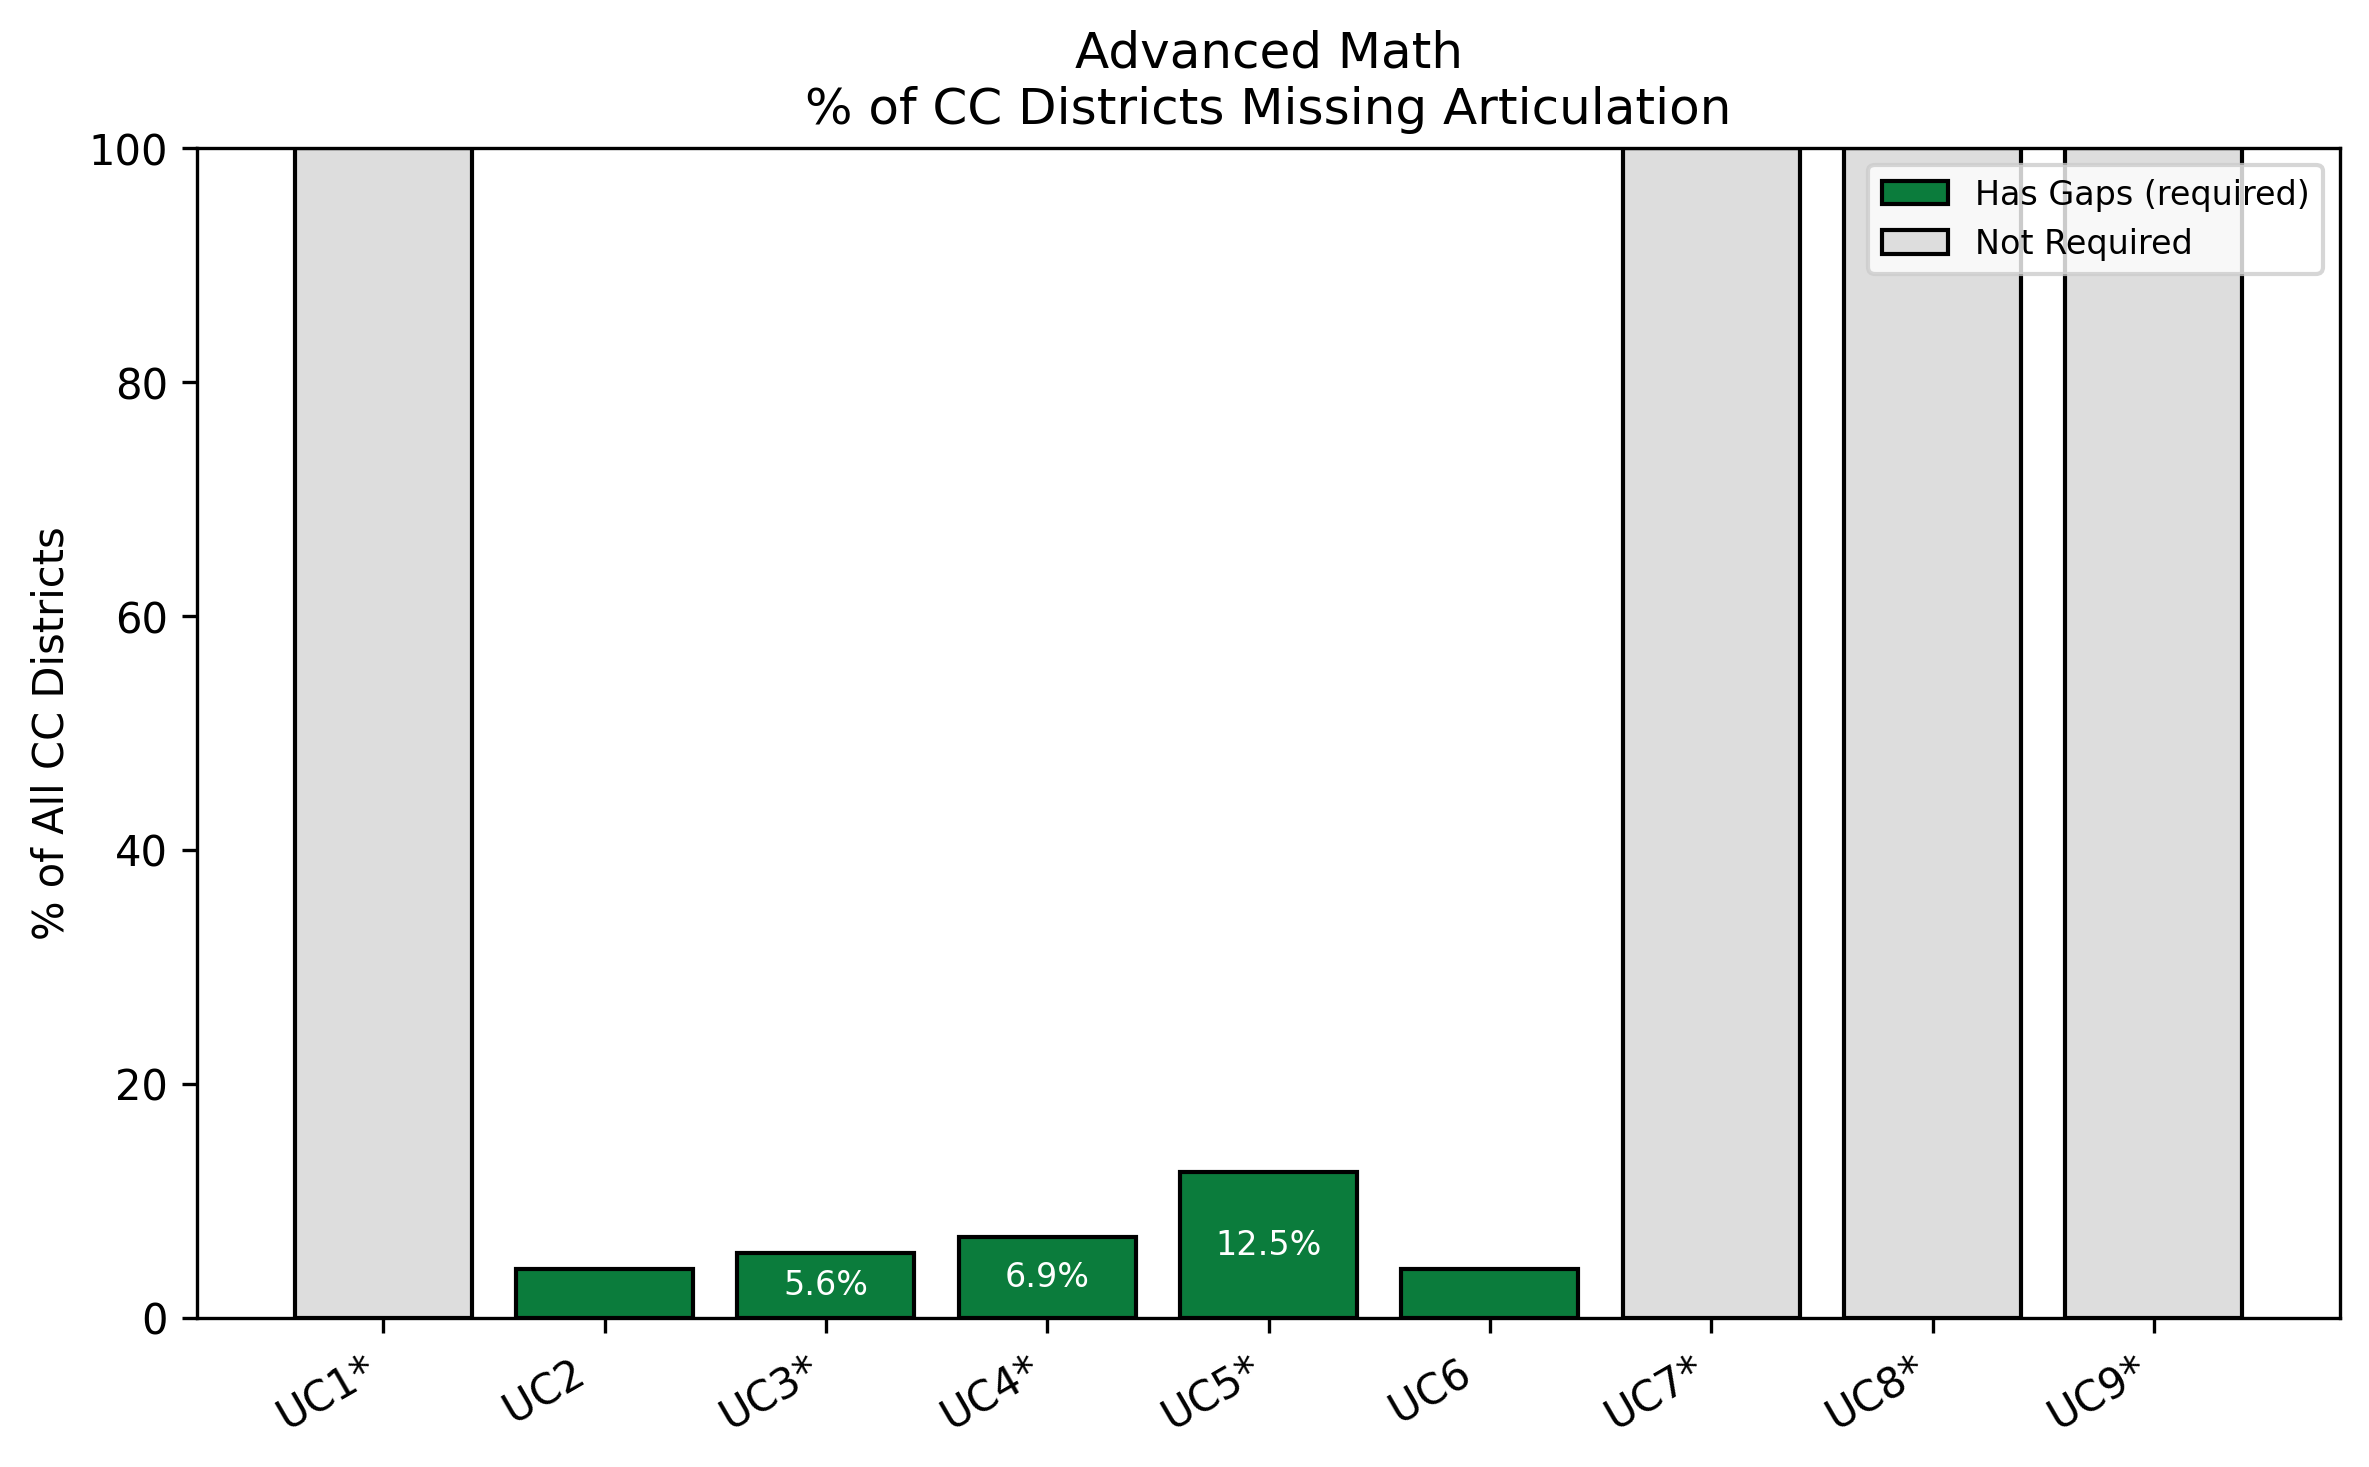 Advanced Math
% of CC Districts Missing Articulation
% of All CC Districts
100
80
60
40
20
0
Has Gaps (required)
Not Required
5.6%
6.9%
12.5%
UC1*
UC2
UC3*
UC4*
UC5*
UC6
UC7*
UC8*
UC9*